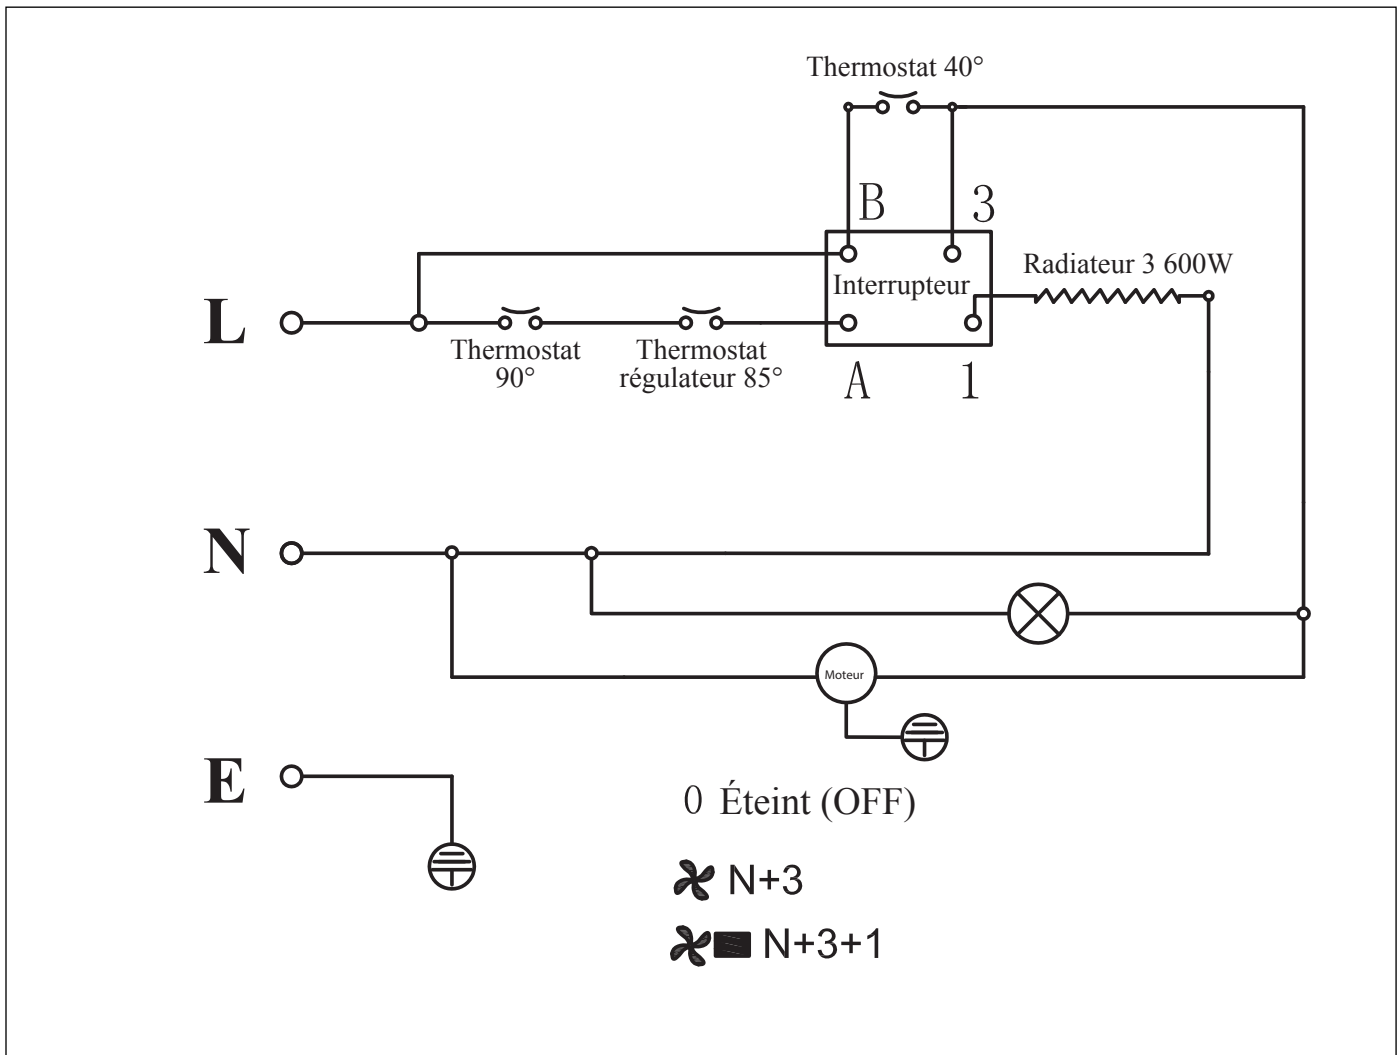 Thermostat 40°
B
3
Interrupteur
Radiateur 3 600W
L
Thermostat
90°
Thermostat
régulateur 85°
A
1
N
Moteur
E
0 Éteint (OFF)
N+3
N+3+1